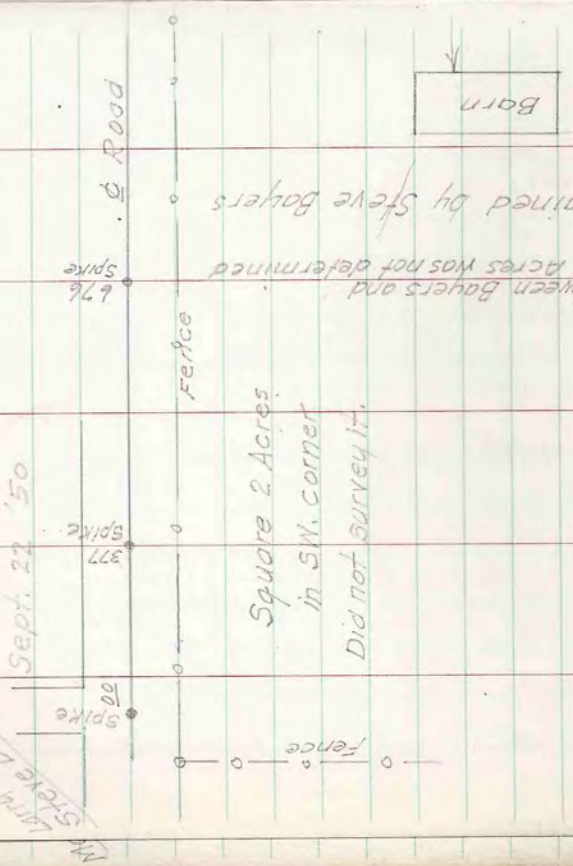 Sept. 22 '50
Larry
Steve
Spike
00
377
Spike
676
Spike
℄ Road
Fence
Fence
Square 2 Acres
in SW. corner
Did not survey it.
Barn
ween Bayers and
Acres was not determined
ined by Steve Bayers